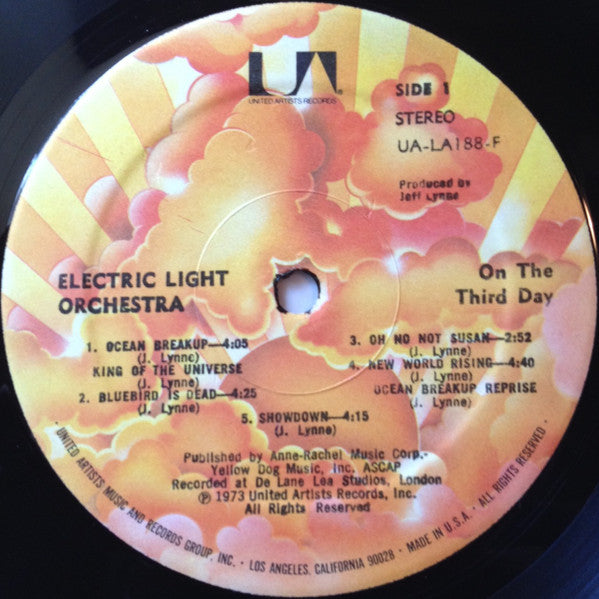 UA
UNITED ARTISTS RECORDS
SIDE 1
STEREO
UA-LA188-F
Produced by
Jeff Lynne
ELECTRIC LIGHT
ORCHESTRA
On The
Third Day
1. OCEAN BREAKUP—4:05
(J. Lynne)
KING OF THE UNIVERSE
(J. Lynne)
2. BLUEBIRD IS DEAD—4:25
(J. Lynne)
3. OH NO NOT SUSAN—2:52
(J. Lynne)
4. NEW WORLD RISING—4:40
(J. Lynne)
OCEAN BREAKUP REPRISE
5. SHOWDOWN—4:15
(J. Lynne)
Published by Anne-Rachel Music Corp.-
Yellow Dog Music, Inc. ASCAP
Recorded at De Lane Lea Studios, London
℗ 1973 United Artists Records, Inc.
All Rights Reserved
· UNITED ARTISTS MUSIC AND RECORDS GROUP, INC. · LOS ANGELES, CALIFORNIA 90028 · MADE IN U.S.A. · ALL RIGHTS RESERVED ·